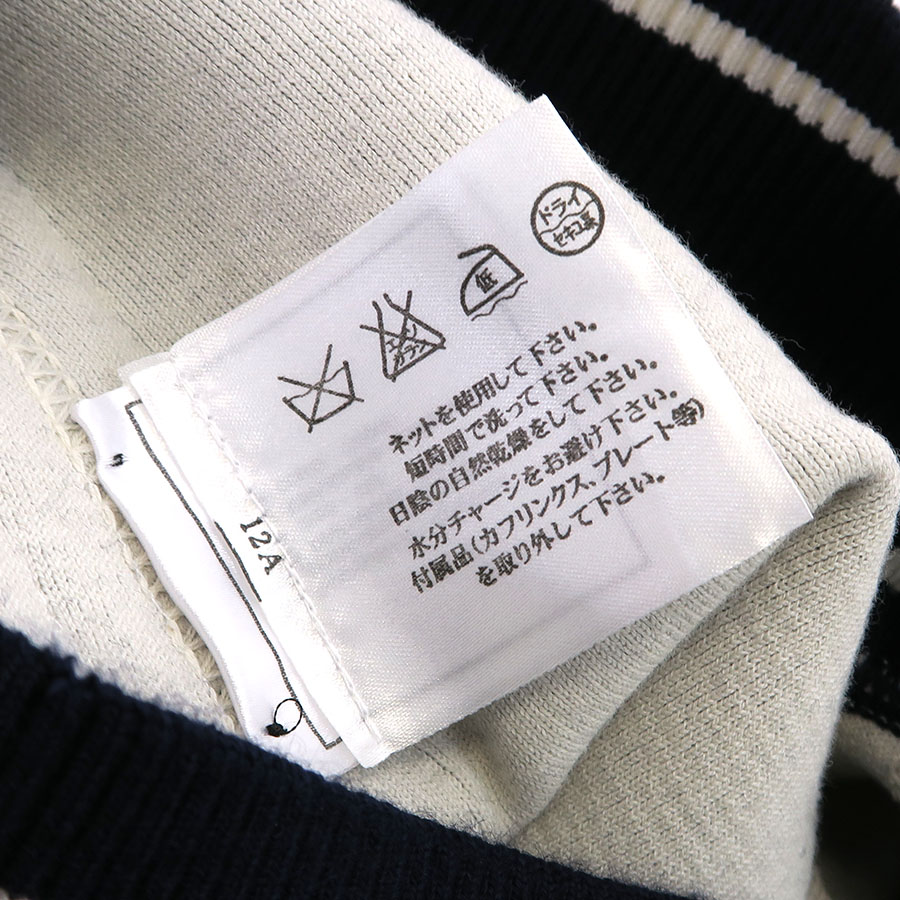 ドライ
セキユ系
低
エンソ
サラシ
ネットを使用して下さい。
短時間で洗って下さい。
日陰の自然乾燥をして下さい。
水分チャージをお避け下さい。
付属品(カフリンクス、プレート等)
を取り外して下さい。
12A